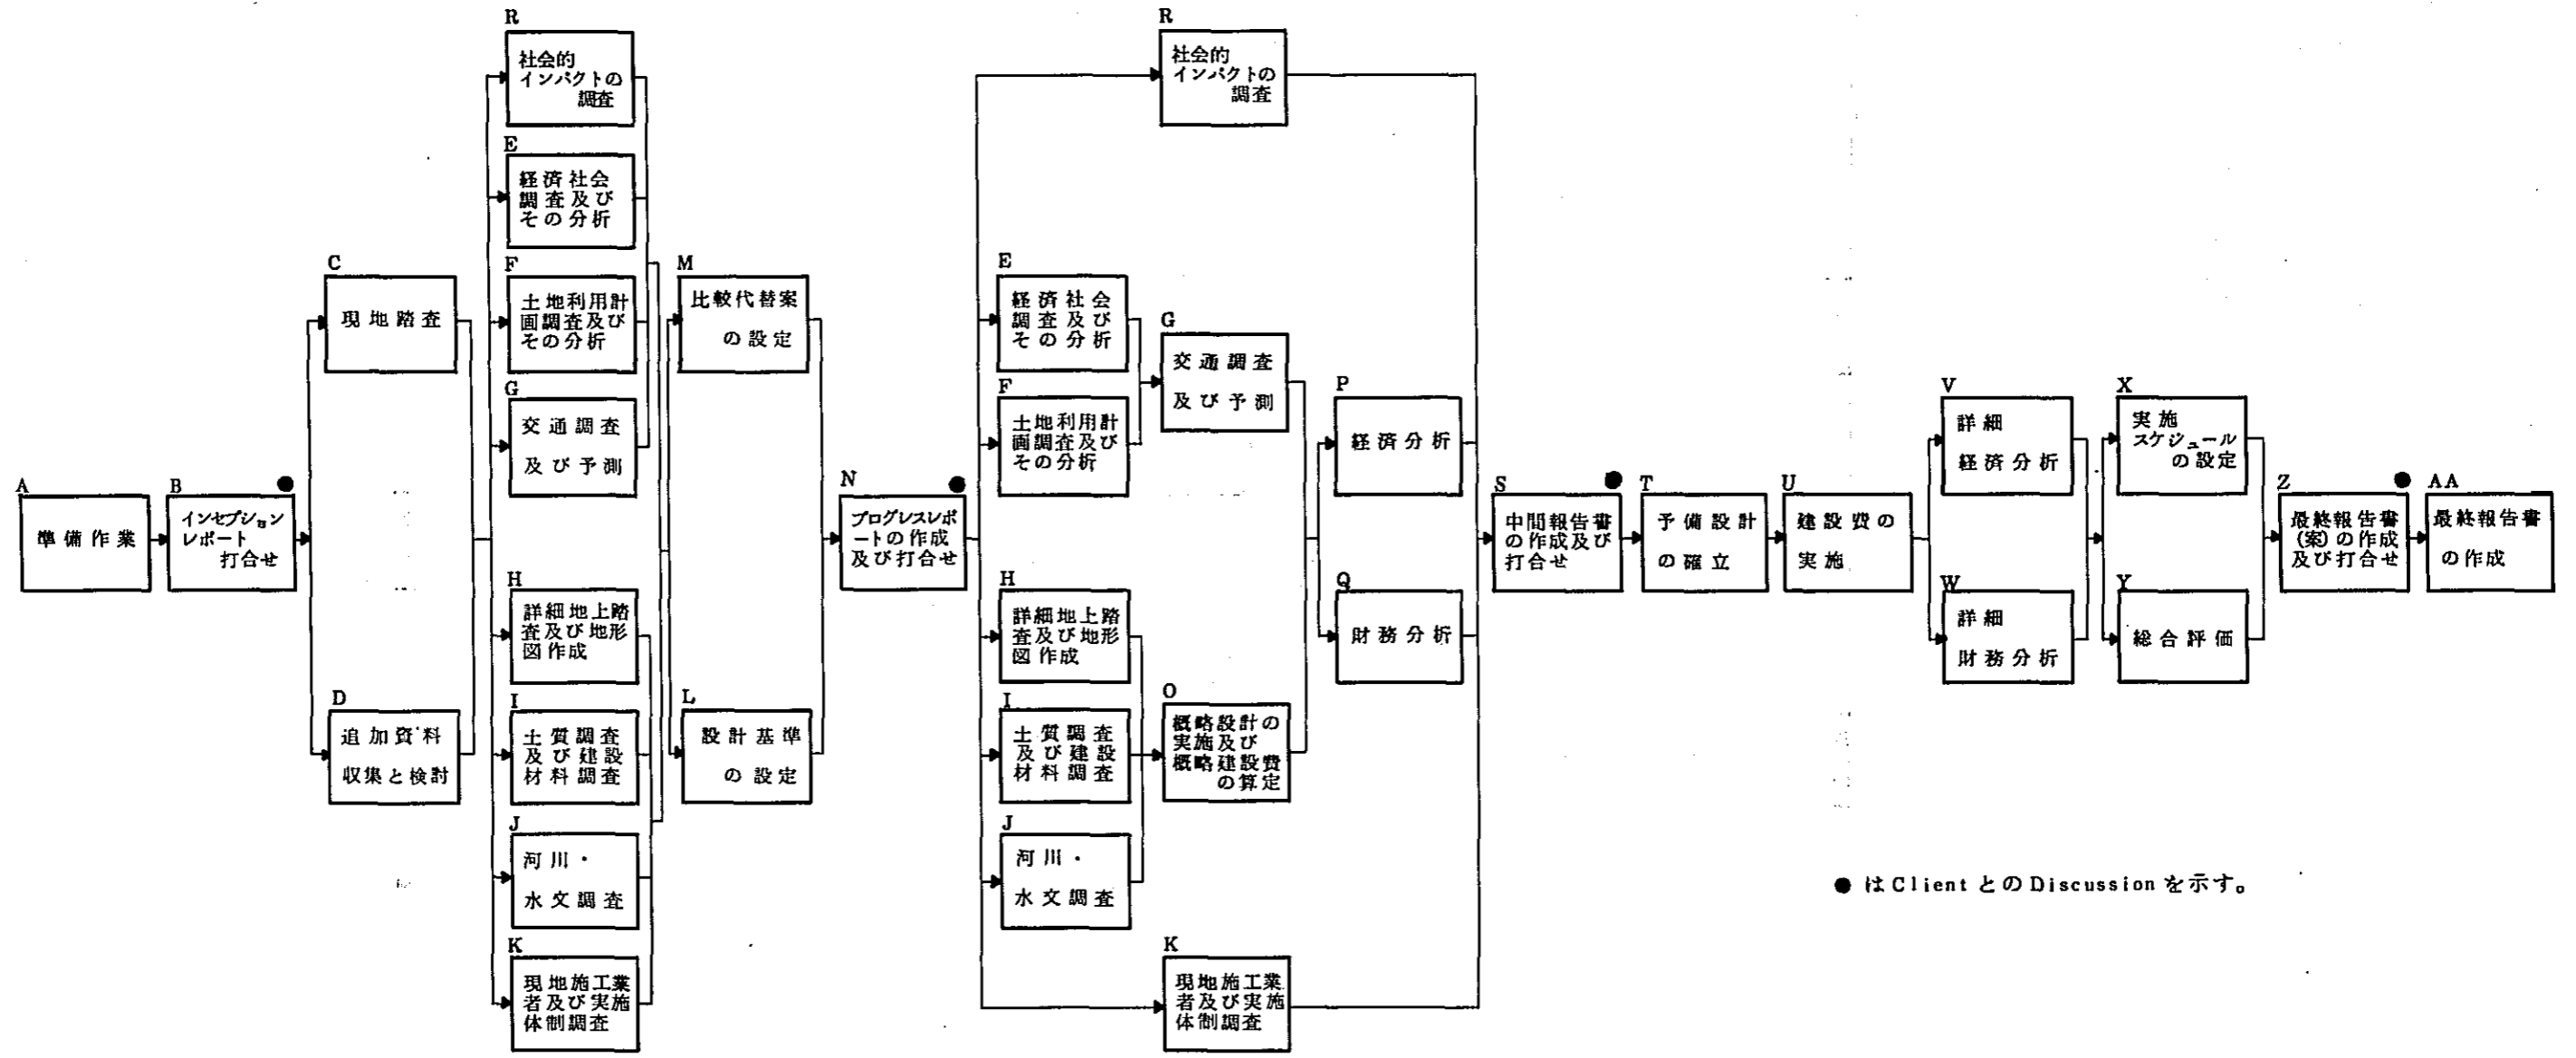 A
準備作業
B
インセプション
レポート
打合せ
C
現地踏査
D
追加資料
収集と検討
R
社会的
インパクトの
調査
E
経済社会
調査及び
その分析
F
土地利用計
画調査及び
その分析
G
交通調査
及び予測
H
詳細地上踏
査及び地形
図作成
I
土質調査
及び建設
材料調査
J
河川・
水文調査
K
現地施工業
者及び実施
体制調査
M
比較代替案
の設定
L
設計基準
の設定
N
プログレスレポ
ートの作成
及び打合せ
R
社会的
インパクトの
調査
E
経済社会
調査及び
その分析
F
土地利用計
画調査及び
その分析
G
交通調査
及び予測
H
詳細地上踏
査及び地形
図作成
I
土質調査
及び建設
材料調査
J
河川・
水文調査
O
概略設計の
実施及び
概略建設費
の算定
K
現地施工業
者及び実施
体制調査
P
経済分析
Q
財務分析
S
中間報告書
の作成及び
打合せ
T
予備設計
の確立
U
建設費の
実施
V
詳細
経済分析
W
詳細
財務分析
X
実施
スケジュール
の設定
Y
総合評価
Z
最終報告書
(案)の作成
及び打合せ
AA
最終報告書
の作成
● はClientとのDiscussionを示す。